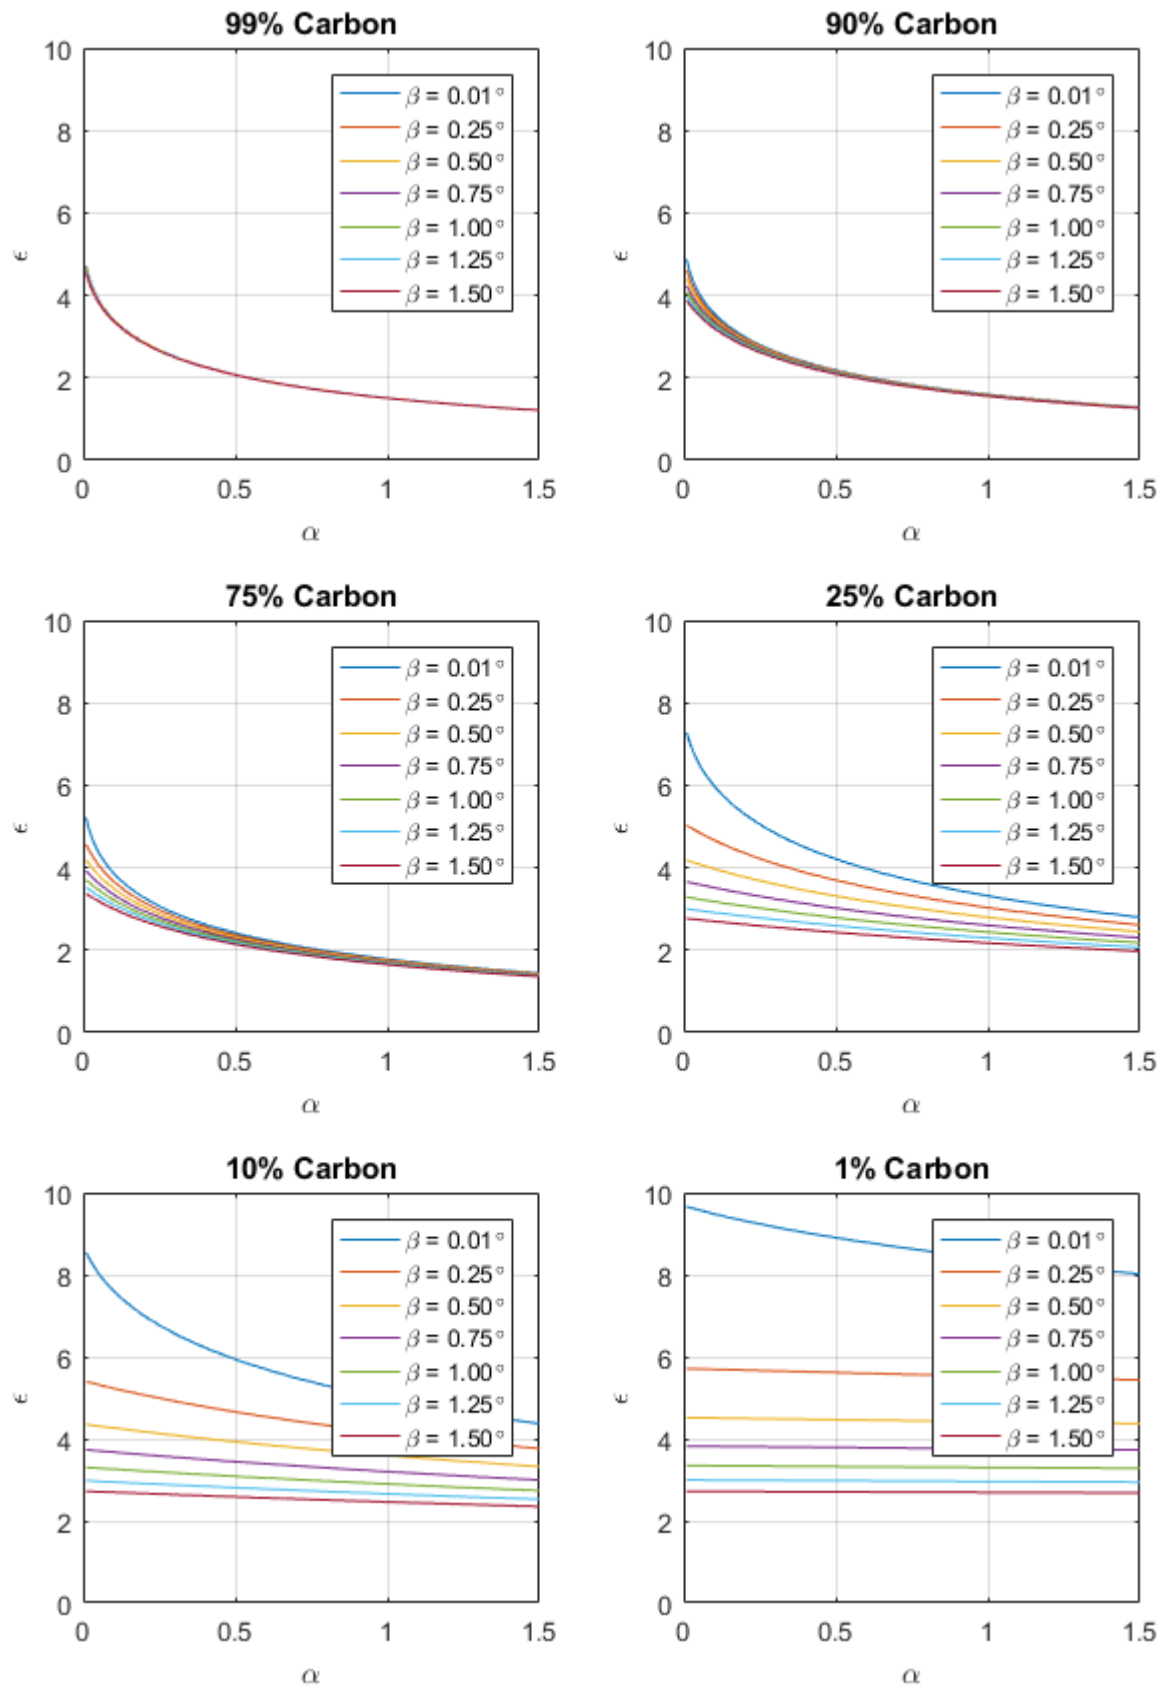 99% Carbon
10
8
6
4
2
0
ϵ
0 0.5 1 1.5
α
β = 0.01°
β = 0.25°
β = 0.50°
β = 0.75°
β = 1.00°
β = 1.25°
β = 1.50°
90% Carbon
10
8
6
4
2
0
ϵ
0 0.5 1 1.5
α
β = 0.01°
β = 0.25°
β = 0.50°
β = 0.75°
β = 1.00°
β = 1.25°
β = 1.50°
75% Carbon
10
8
6
4
2
0
ϵ
0 0.5 1 1.5
α
β = 0.01°
β = 0.25°
β = 0.50°
β = 0.75°
β = 1.00°
β = 1.25°
β = 1.50°
25% Carbon
10
8
6
4
2
0
ϵ
0 0.5 1 1.5
α
β = 0.01°
β = 0.25°
β = 0.50°
β = 0.75°
β = 1.00°
β = 1.25°
β = 1.50°
10% Carbon
10
8
6
4
2
0
ϵ
0 0.5 1 1.5
α
β = 0.01°
β = 0.25°
β = 0.50°
β = 0.75°
β = 1.00°
β = 1.25°
β = 1.50°
1% Carbon
10
8
6
4
2
0
ϵ
0 0.5 1 1.5
α
β = 0.01°
β = 0.25°
β = 0.50°
β = 0.75°
β = 1.00°
β = 1.25°
β = 1.50°